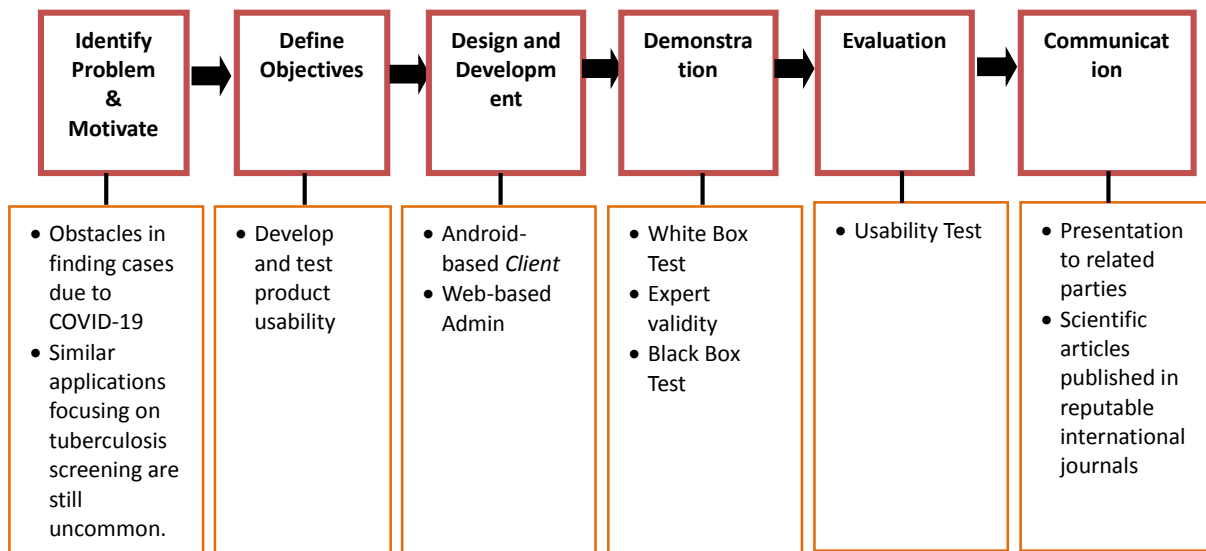 Identify
Problem
&
Motivate
Define
Objectives
Design and
Developm
ent
Demonstra
tion
Evaluation
Communicat
ion
• Obstacles in
finding cases
due to
COVID-19
• Similar
applications
focusing on
tuberculosis
screening are
still
uncommon.
• Develop
and test
product
usability
• Android-
based Client
• Web-based
Admin
• White Box
Test
• Expert
validity
• Black Box
Test
• Usability Test
• Presentation
to related
parties
• Scientific
articles
published in
reputable
international
journals